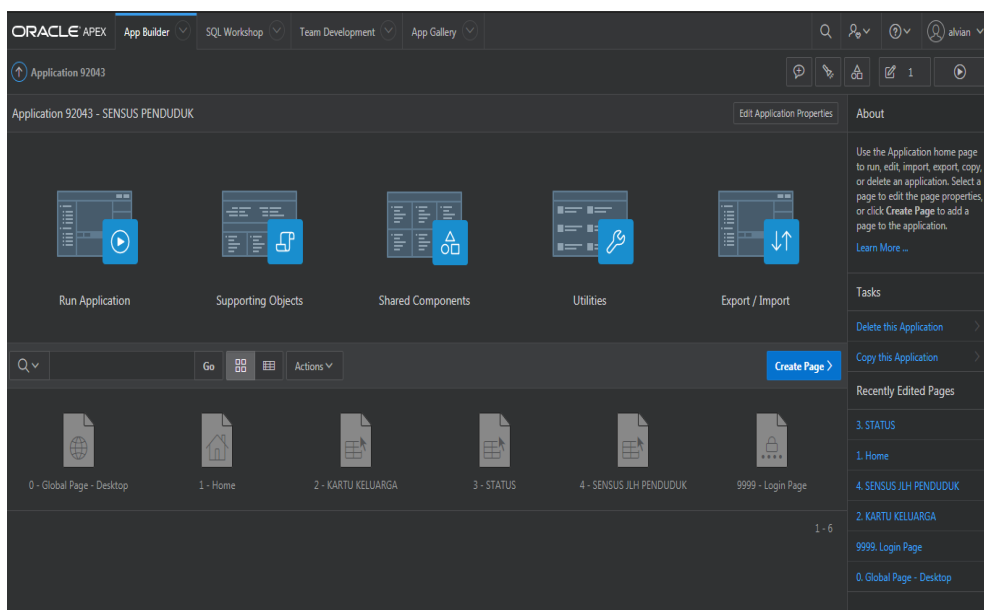 ORACLE APEX App Builder SQL Workshop Team Development App Gallery alvian
Application 92043 1
Application 92043 - SENSUS PENDUDUK Edit Application Properties
Run Application Supporting Objects Shared Components Utilities Export / Import
Go Actions Create Page
0 - Global Page - Desktop 1 - Home 2 - KARTU KELUARGA 3 - STATUS 4 - SENSUS JLH PENDUDUK 9999 - Login Page
1 - 6
About
Use the Application home page
to run, edit, import, export, copy,
or delete an application. Select a
page to edit the page properties,
or click Create Page to add a
page to the application.
Learn More ...
Tasks
Delete this Application
Copy this Application
Recently Edited Pages
3. STATUS
1. Home
4. SENSUS JLH PENDUDUK
2. KARTU KELUARGA
9999. Login Page
0. Global Page - Desktop